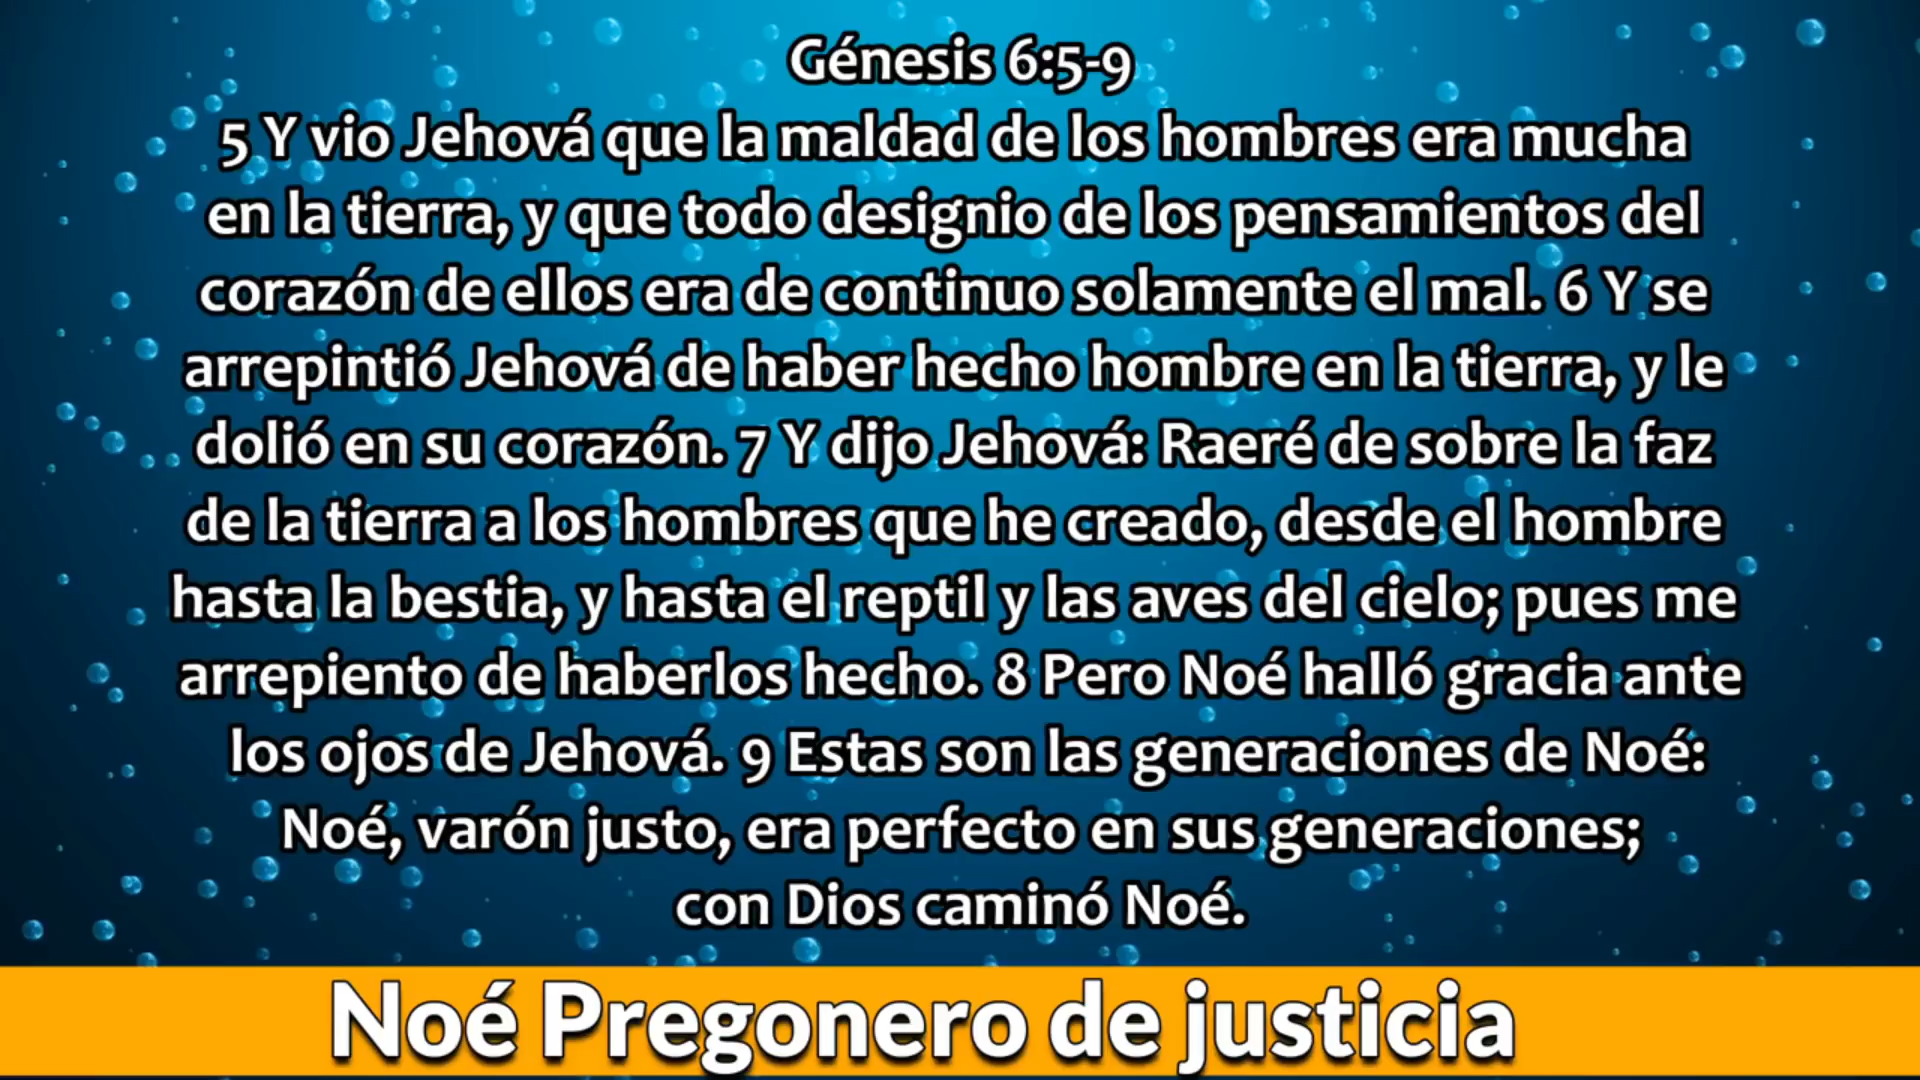 Génesis 6:5-9
5 Y vio Jehová que la maldad de los hombres era mucha
en la tierra, y que todo designio de los pensamientos del
corazón de ellos era de continuo solamente el mal. 6 Y se
arrepintió Jehová de haber hecho hombre en la tierra, y le
dolió en su corazón. 7 Y dijo Jehová: Raeré de sobre la faz
de la tierra a los hombres que he creado, desde el hombre
hasta la bestia, y hasta el reptil y las aves del cielo; pues me
arrepiento de haberlos hecho. 8 Pero Noé halló gracia ante
los ojos de Jehová. 9 Estas son las generaciones de Noé:
Noé, varón justo, era perfecto en sus generaciones;
con Dios caminó Noé.
Noé Pregonero de justicia